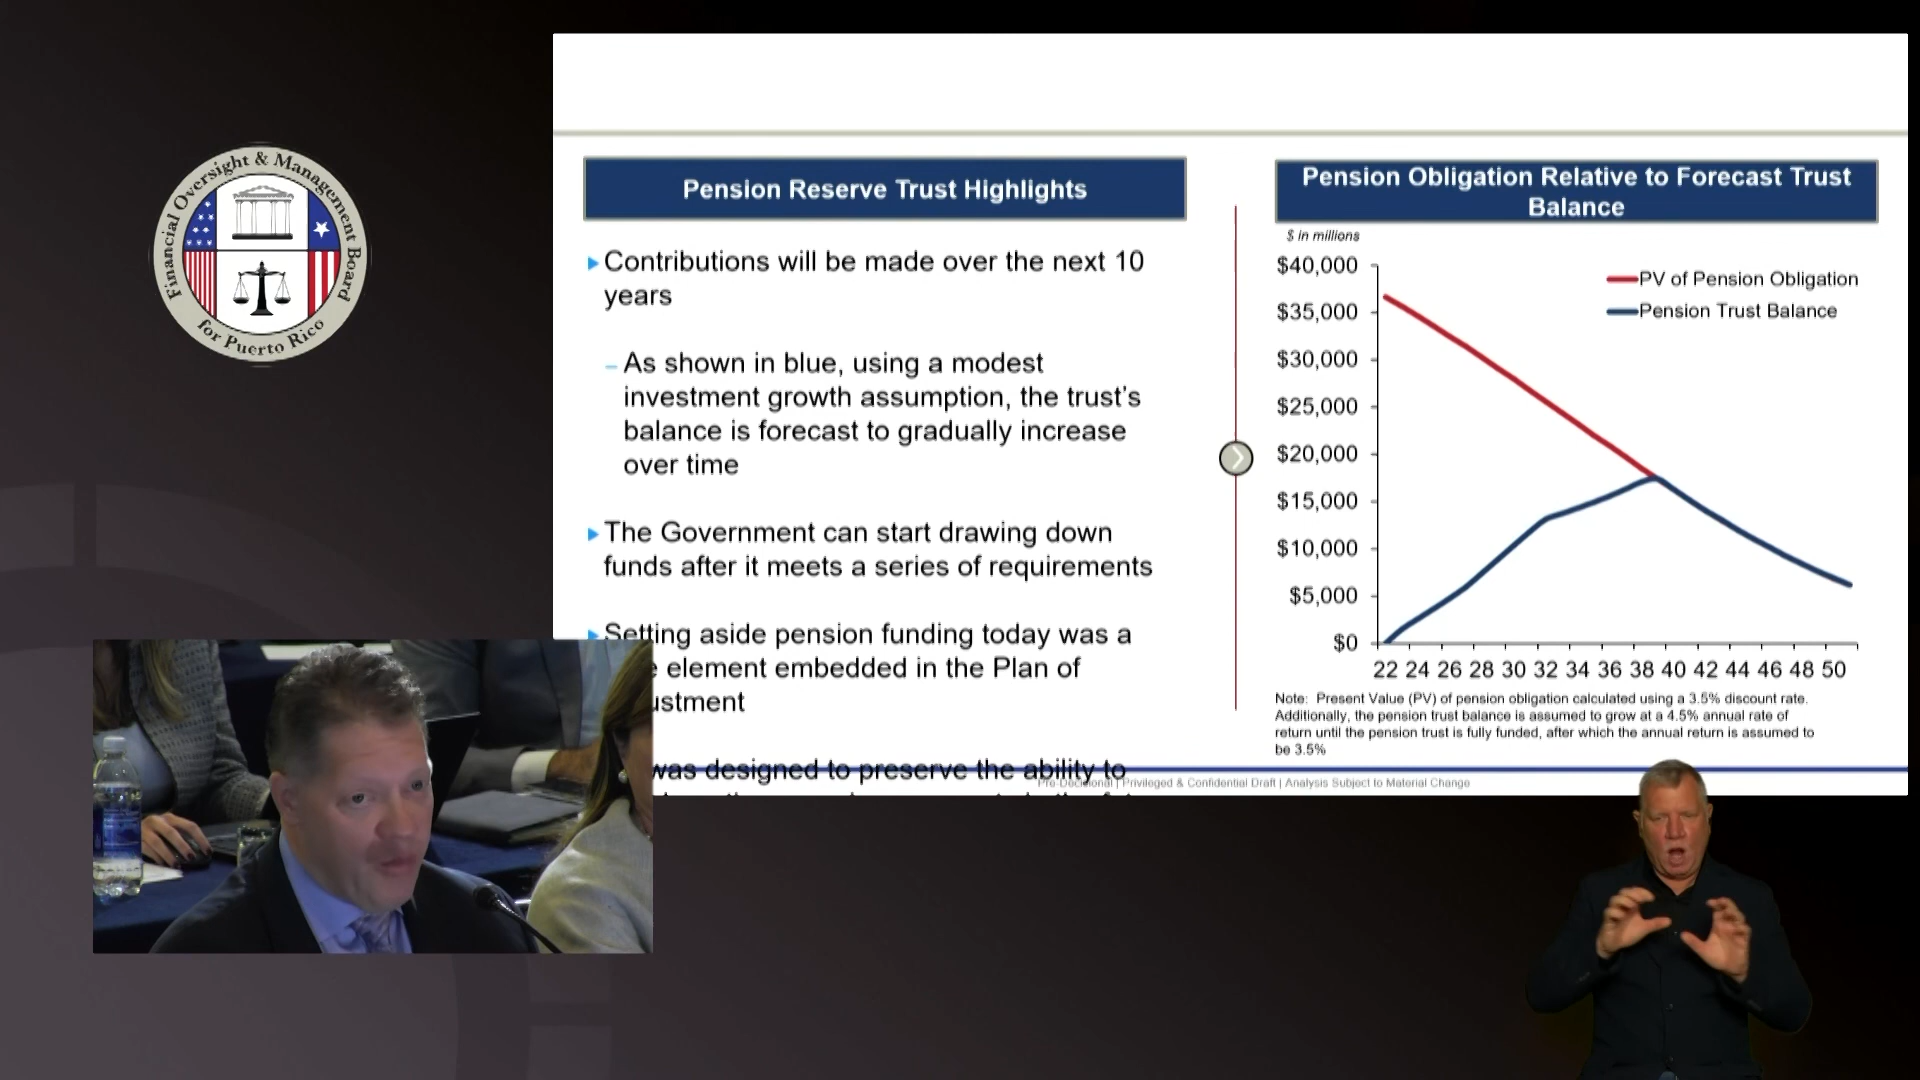 Financial Oversight & Management Board
for Puerto Rico
Pension Reserve Trust Highlights
Contributions will be made over the next 10
years
– As shown in blue, using a modest
investment growth assumption, the trust's
balance is forecast to gradually increase
over time
The Government can start drawing down
funds after it meets a series of requirements
Setting aside pension funding today was a
element embedded in the Plan of
ustment
was designed to preserve the ability to
Pension Obligation Relative to Forecast Trust
Balance
$ in millions
$40,000
$35,000
$30,000
$25,000
$20,000
$15,000
$10,000
$5,000
$0
PV of Pension Obligation
Pension Trust Balance
22 24 26 28 30 32 34 36 38 40 42 44 46 48 50
Note: Present Value (PV) of pension obligation calculated using a 3.5% discount rate.
Additionally, the pension trust balance is assumed to grow at a 4.5% annual rate of
return until the pension trust is fully funded, after which the annual return is assumed to
be 3.5%
Pre-Decisional | Privileged & Confidential Draft | Analysis Subject to Material Change